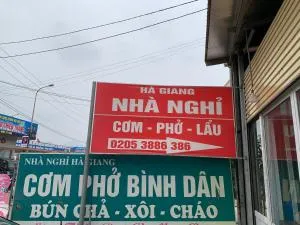 HÀ GIANG
NHÀ NGHỈ
CƠM - PHỞ - LẨU
0205 3886 386
NHÀ NGHỈ HÀ GIANG
CƠM PHỞ BÌNH DÂN
BÚN CHẢ - XÔI - CHÁO